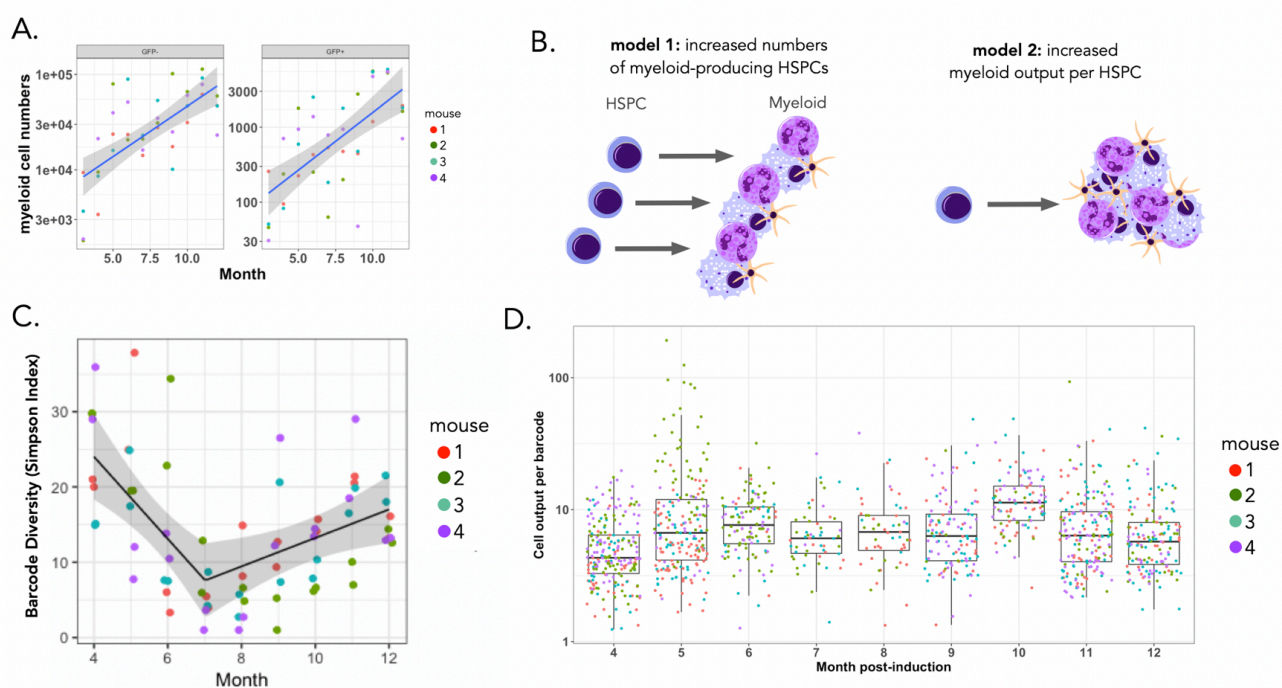 A.
GFP-
GFP+
myeloid cell numbers
1e+05
3e+04
1e+04
3e+03
3000
1000
300
100
30
5.0 7.5 10.0
5.0 7.5 10.0
Month
mouse
1
2
3
4
B.
model 1: increased numbers
of myeloid-producing HSPCs
HSPC
Myeloid
model 2: increased
myeloid output per HSPC
C.
Barcode Diversity (Simpson Index)
30
20
10
0
4 6 8 10 12
Month
mouse
1
2
3
4
D.
Cell output per barcode
100
10
1
4 5 6 7 8 9 10 11 12
Month post-induction
mouse
1
2
3
4